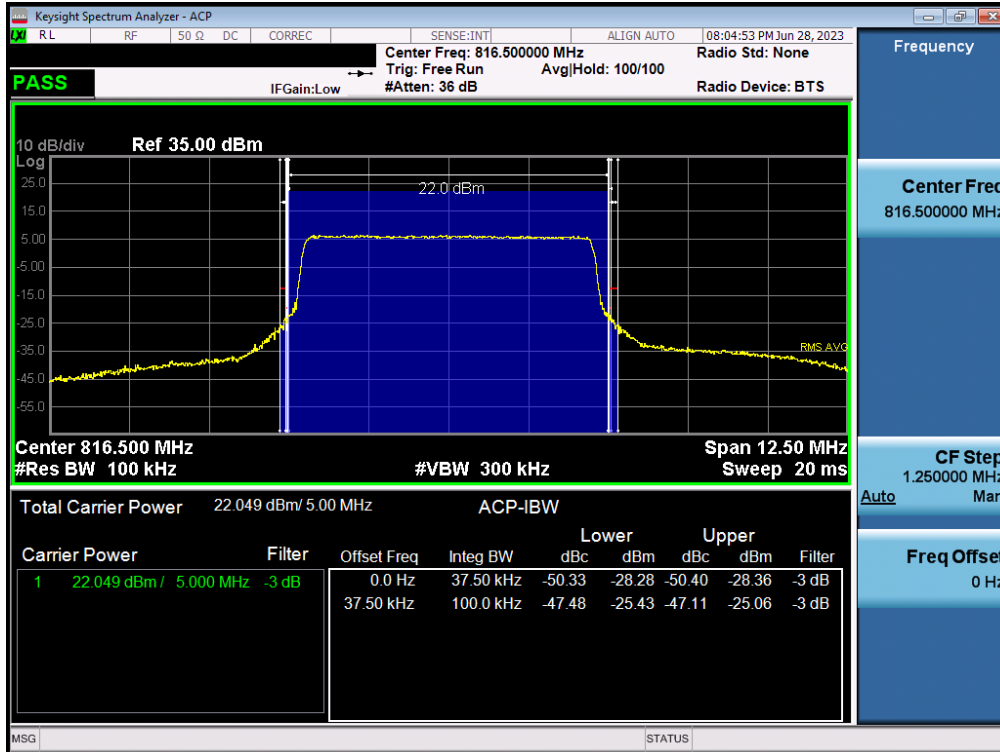 Keysight Spectrum Analyzer - ACP
LXI RL RF 50 Ω DC CORREC SENSE:INT ALIGN AUTO 08:04:53 PM Jun 28, 2023
Center Freq: 816.500000 MHz Radio Std: None
Trig: Free Run Avg|Hold: 100/100
PASS IFGain:Low #Atten: 36 dB Radio Device: BTS
10 dB/div Ref 35.00 dBm
Log
25.0
22.0 dBm
15.0
5.00
-5.00
-15.0
-25.0
-35.0
RMS AVG
-45.0
-55.0
Center 816.500 MHz Span 12.50 MHz
#Res BW 100 kHz #VBW 300 kHz Sweep 20 ms
Total Carrier Power 22.049 dBm/ 5.00 MHz ACP-IBW
Lower Upper
Carrier Power Filter Offset Freq Integ BW dBc dBm dBc dBm Filter
1 22.049 dBm / 5.000 MHz -3 dB 0.0 Hz 37.50 kHz -50.33 -28.28 -50.40 -28.36 -3 dB
37.50 kHz 100.0 kHz -47.48 -25.43 -47.11 -25.06 -3 dB
MSG STATUS
Frequency
Center Freq
816.500000 MHz
CF Step
1.250000 MHz
Auto Man
Freq Offset
0 Hz